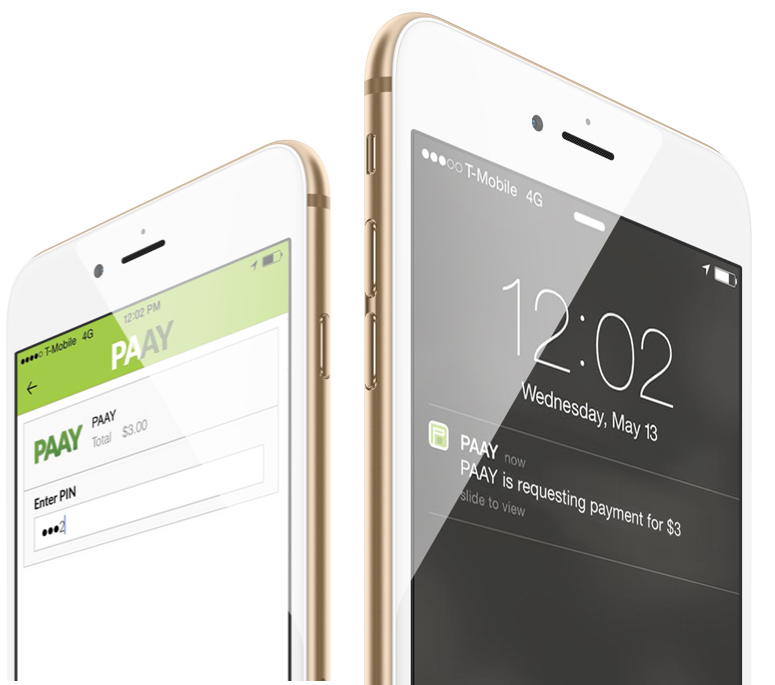 T-Mobile 4G
12:02 PM
PAAY
PAAY
PAAY
Total $3.00
Enter PIN
•••2
T-Mobile 4G
12:02
Wednesday, May 13
PAAY now
PAAY is requesting payment for $3
slide to view